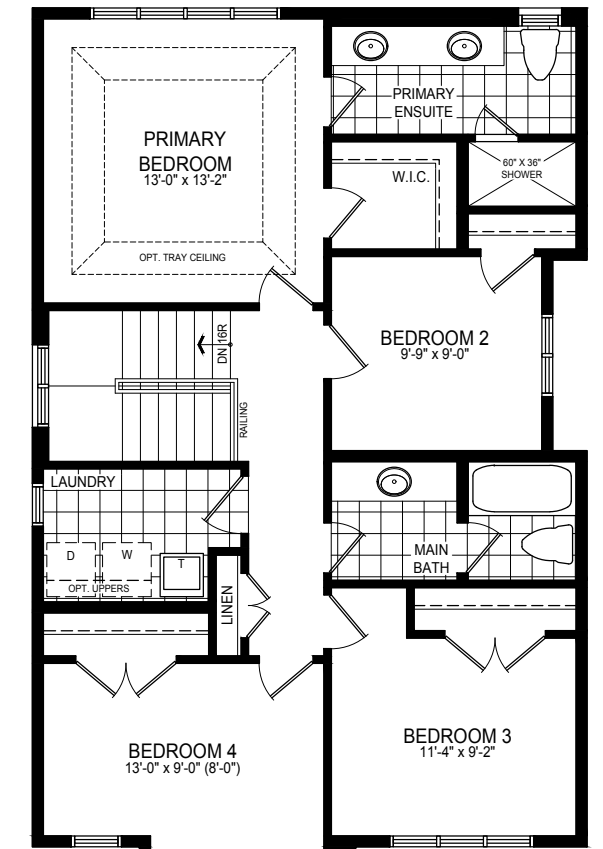 PRIMARY
ENSUITE
PRIMARY
BEDROOM
13'-0" x 13'-2"
60" X 36"
SHOWER
W.I.C.
OPT. TRAY CEILING
BEDROOM 2
9'-9" x 9'-0"
DN 16R
RAILING
LAUNDRY
D
W
T
OPT. UPPERS
MAIN
BATH
LINEN
BEDROOM 3
11'-4" x 9'-2"
BEDROOM 4
13'-0" x 9'-0" (8'-0")